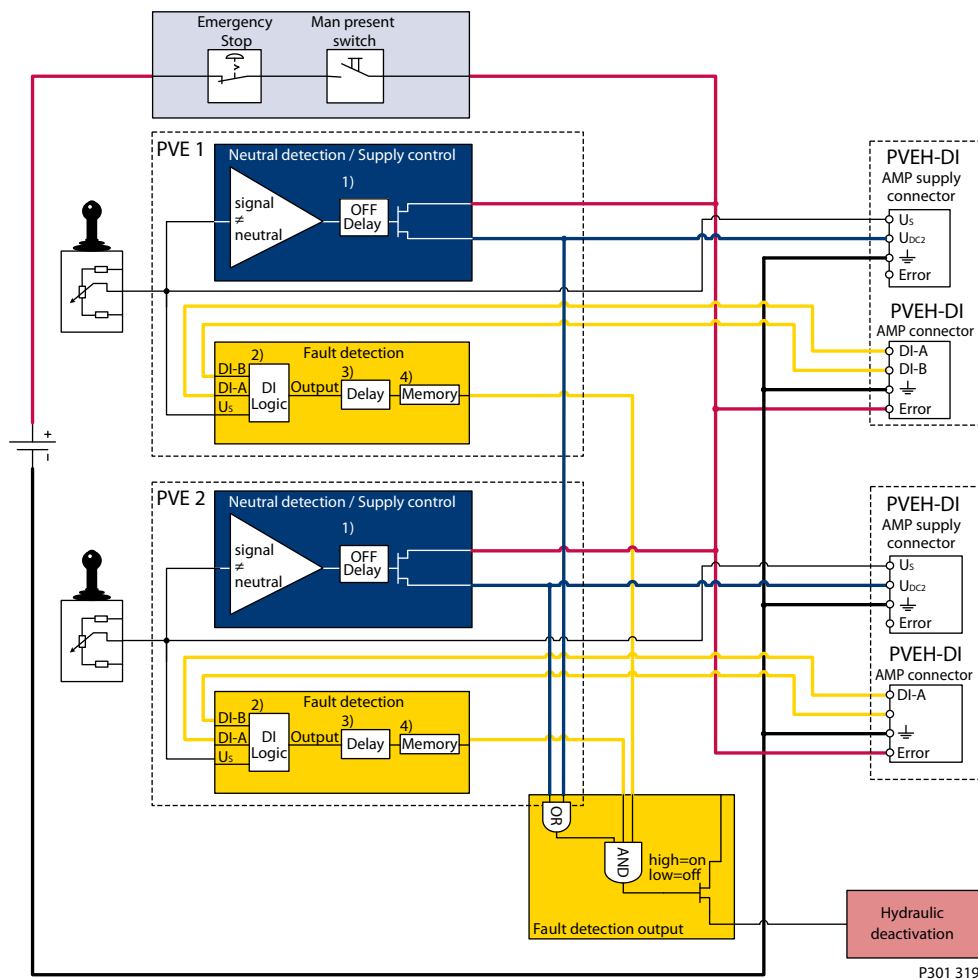 Emergency
Stop
Man present
switch
PVE 1
Neutral detection / Supply control
signal
≠
neutral
1)
OFF
Delay
Fault detection
DI-B
DI-A
Us
2)
DI
Logic
Output
3)
Delay
4)
Memory
PVEH-DI
AMP supply
connector
Us
UDC2
Error
PVEH-DI
AMP connector
DI-A
DI-B
Error
+
-
PVE 2
Neutral detection / Supply control
signal
≠
neutral
1)
OFF
Delay
Fault detection
DI-B
DI-A
Us
2)
DI
Logic
Output
3)
Delay
4)
Memory
PVEH-DI
AMP supply
connector
Us
UDC2
Error
PVEH-DI
AMP connector
DI-A
Error
OR
AND
high=on
low=off
Fault detection output
Hydraulic
deactivation
P301 319